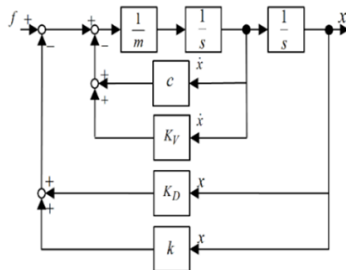 f + − + − 1/m 1/s 1/s x
ẋ
+ + c
ẋ
K_V
x
+ + K_D
x
k